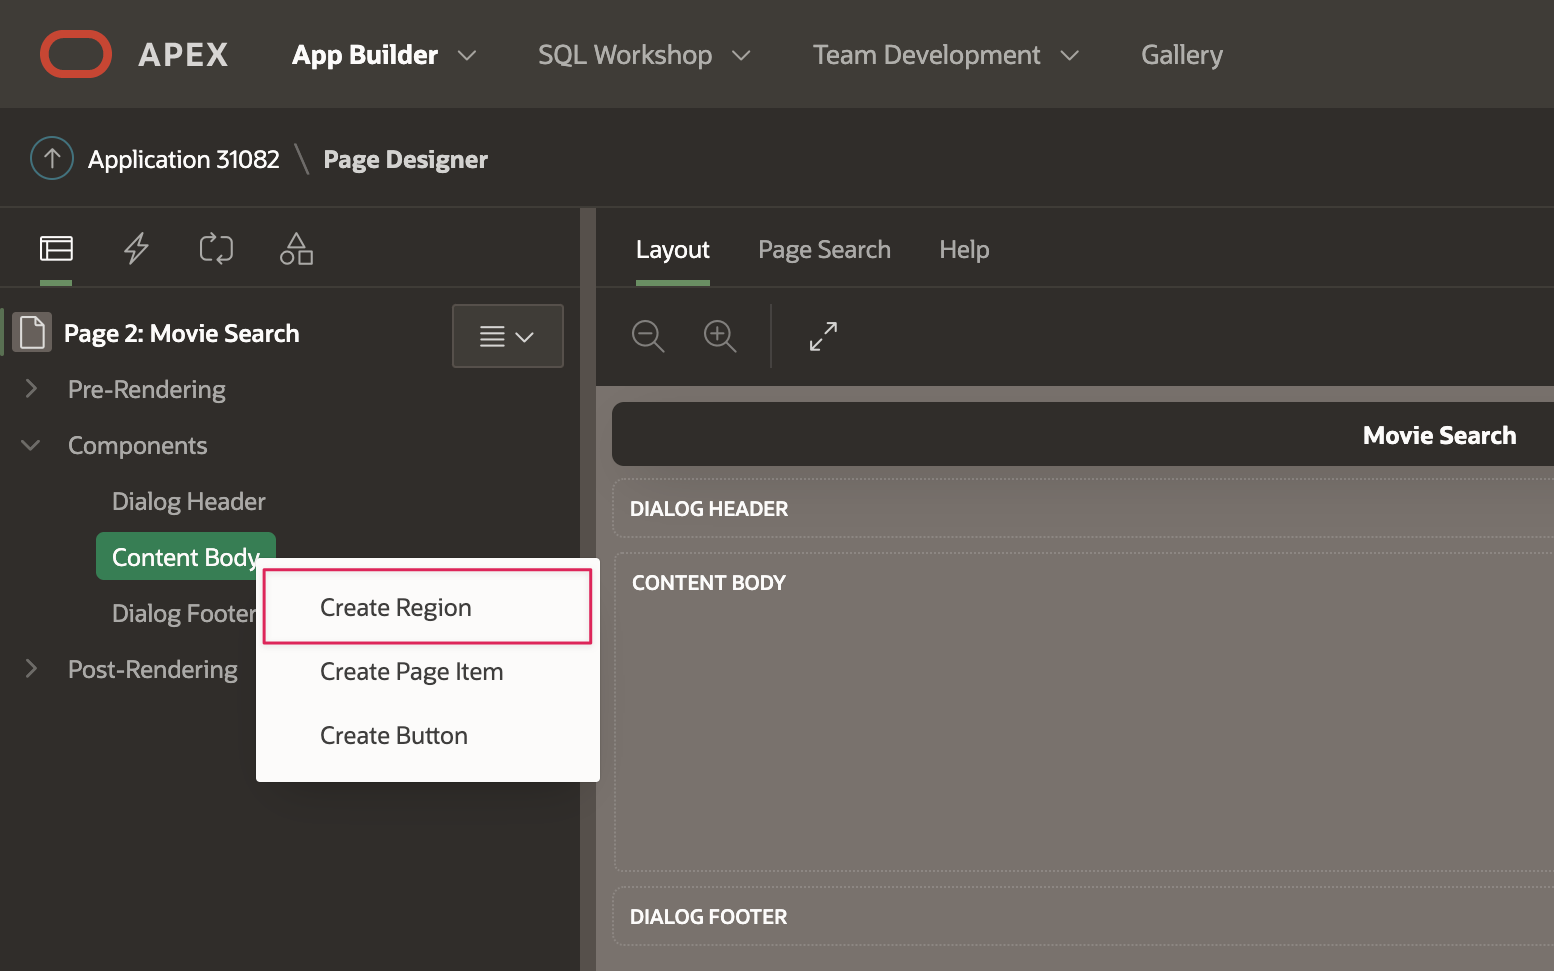 APEX App Builder SQL Workshop Team Development Gallery
Application 31082 \ Page Designer
Layout Page Search Help
Page 2: Movie Search
Pre-Rendering
Components
Dialog Header
Content Body
Dialog Footer
Post-Rendering
Create Region
Create Page Item
Create Button
Movie Search
DIALOG HEADER
CONTENT BODY
DIALOG FOOTER